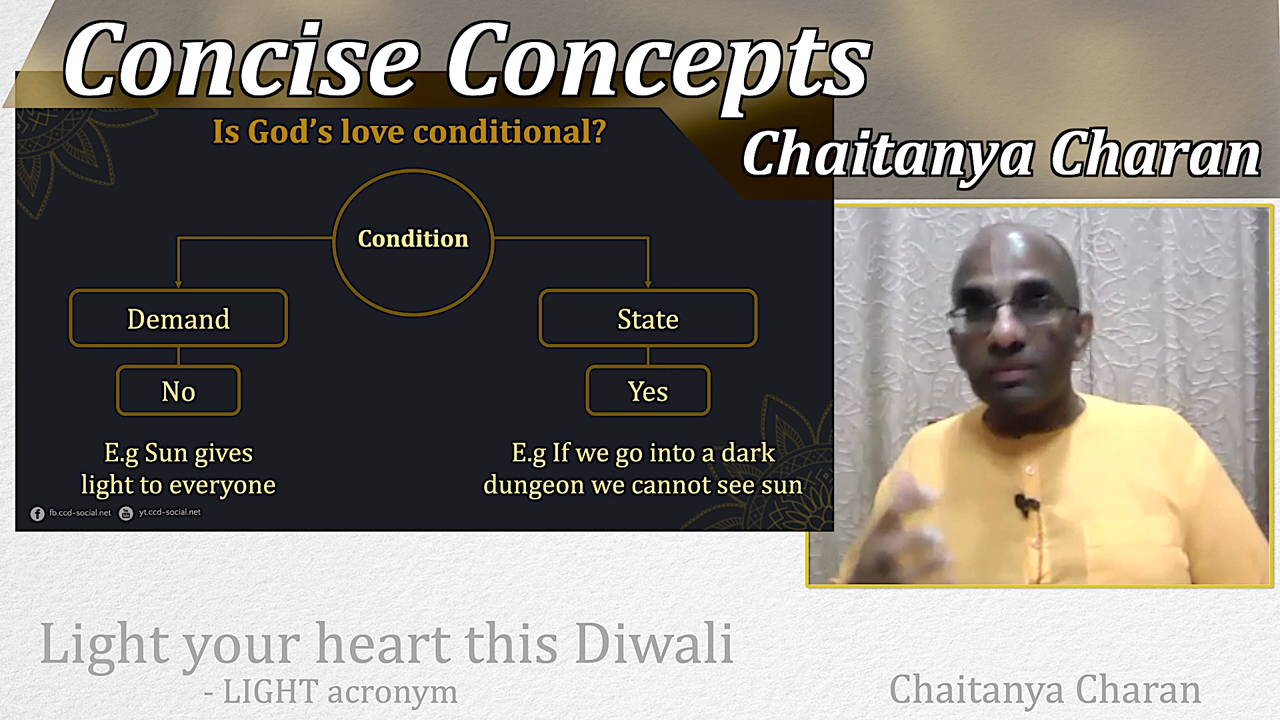 Concise Concepts
Chaitanya Charan
Is God's love conditional?
Condition
Demand
State
No
Yes
E.g Sun gives
light to everyone
E.g If we go into a dark
dungeon we cannot see sun
fb.ccd-social.net yt.ccd-social.net
Light your heart this Diwali
- LIGHT acronym
Chaitanya Charan